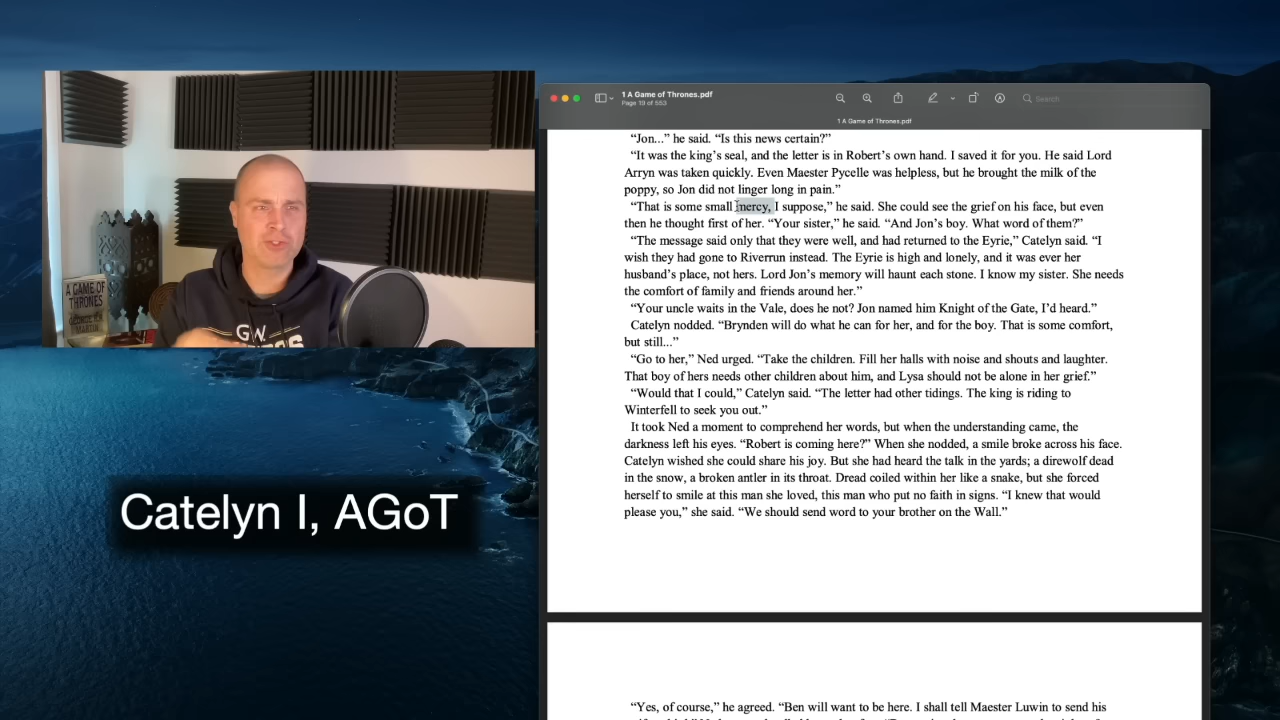 1 A Game of Thrones.pdf
Page 19 of 553
Search
1 A Game of Thrones.pdf
“Jon...” he said. “Is this news certain?”
“It was the king’s seal, and the letter is in Robert’s own hand. I saved it for you. He said Lord
Arryn was taken quickly. Even Maester Pycelle was helpless, but he brought the milk of the
poppy, so Jon did not linger long in pain.”
“That is some small mercy, I suppose,” he said. She could see the grief on his face, but even
then he thought first of her. “Your sister,” he said. “And Jon’s boy. What word of them?”
“The message said only that they were well, and had returned to the Eyrie,” Catelyn said. “I
wish they had gone to Riverrun instead. The Eyrie is high and lonely, and it was ever her
husband’s place, not hers. Lord Jon’s memory will haunt each stone. I know my sister. She needs
the comfort of family and friends around her.”
“Your uncle waits in the Vale, does he not? Jon named him Knight of the Gate, I’d heard.”
Catelyn nodded. “Brynden will do what he can for her, and for the boy. That is some comfort,
but still...”
“Go to her,” Ned urged. “Take the children. Fill her halls with noise and shouts and laughter.
That boy of hers needs other children about him, and Lysa should not be alone in her grief.”
“Would that I could,” Catelyn said. “The letter had other tidings. The king is riding to
Winterfell to seek you out.”
It took Ned a moment to comprehend her words, but when the understanding came, the
darkness left his eyes. “Robert is coming here?” When she nodded, a smile broke across his face.
Catelyn wished she could share his joy. But she had heard the talk in the yards; a direwolf dead
in the snow, a broken antler in its throat. Dread coiled within her like a snake, but she forced
herself to smile at this man she loved, this man who put no faith in signs. “I knew that would
please you,” she said. “We should send word to your brother on the Wall.”
“Yes, of course,” he agreed. “Ben will want to be here. I shall tell Maester Luwin to send his
A GAME OF
THRONES
GEORGE R.R.
MARTIN
GW
Catelyn I, AGoT